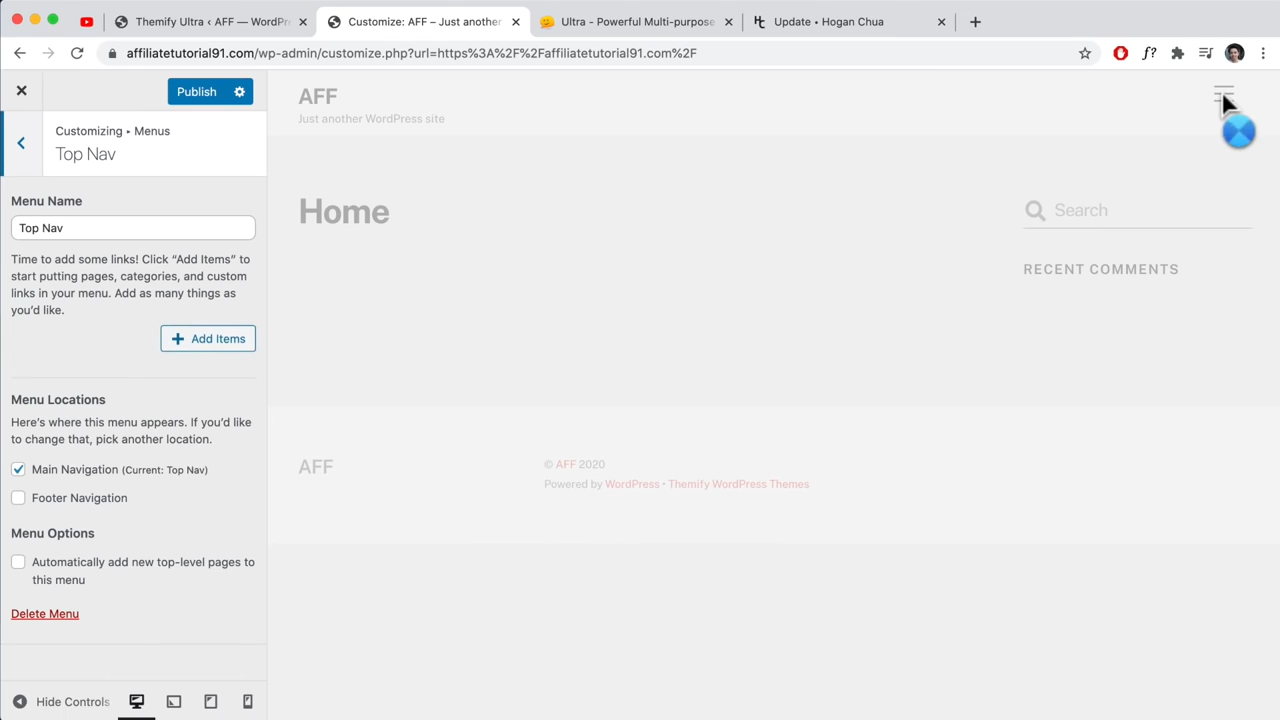 Themify Ultra ‹ AFF — WordPr
Customize: AFF – Just another
Ultra - Powerful Multi-purpose
Update • Hogan Chua
affiliatetutorial91.com/wp-admin/customize.php?url=https%3A%2F%2Faffiliatetutorial91.com%2F
f?
Publish
Customizing ▸ Menus
Top Nav
Menu Name
Top Nav
Time to add some links! Click “Add Items” to
start putting pages, categories, and custom
links in your menu. Add as many things as
you’d like.
Add Items
Menu Locations
Here’s where this menu appears. If you’d like
to change that, pick another location.
Main Navigation (Current: Top Nav)
Footer Navigation
Menu Options
Automatically add new top-level pages to
this menu
Delete Menu
Hide Controls
AFF
Just another WordPress site
Home
Search
RECENT COMMENTS
AFF
© AFF 2020
Powered by WordPress • Themify WordPress Themes